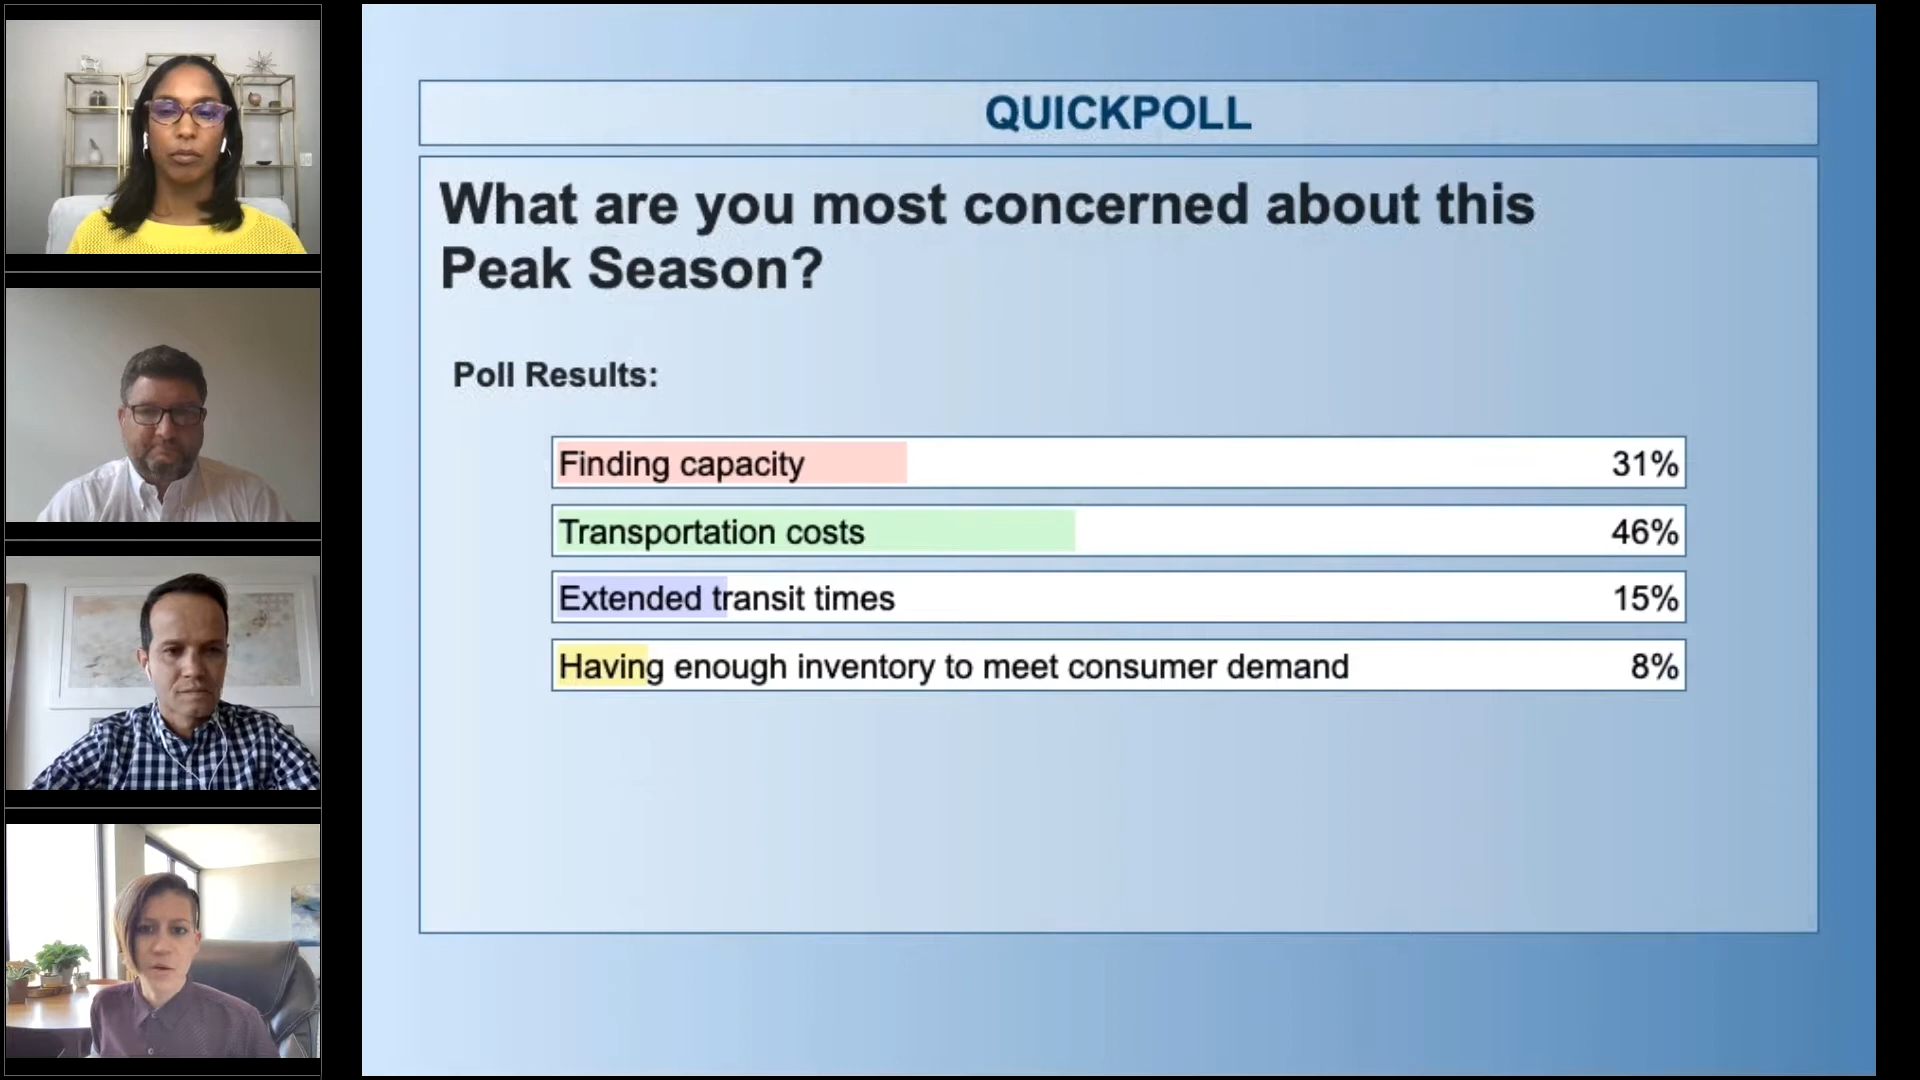 QUICKPOLL
What are you most concerned about this
Peak Season?
Poll Results:
Finding capacity 31%
Transportation costs 46%
Extended transit times 15%
Having enough inventory to meet consumer demand 8%